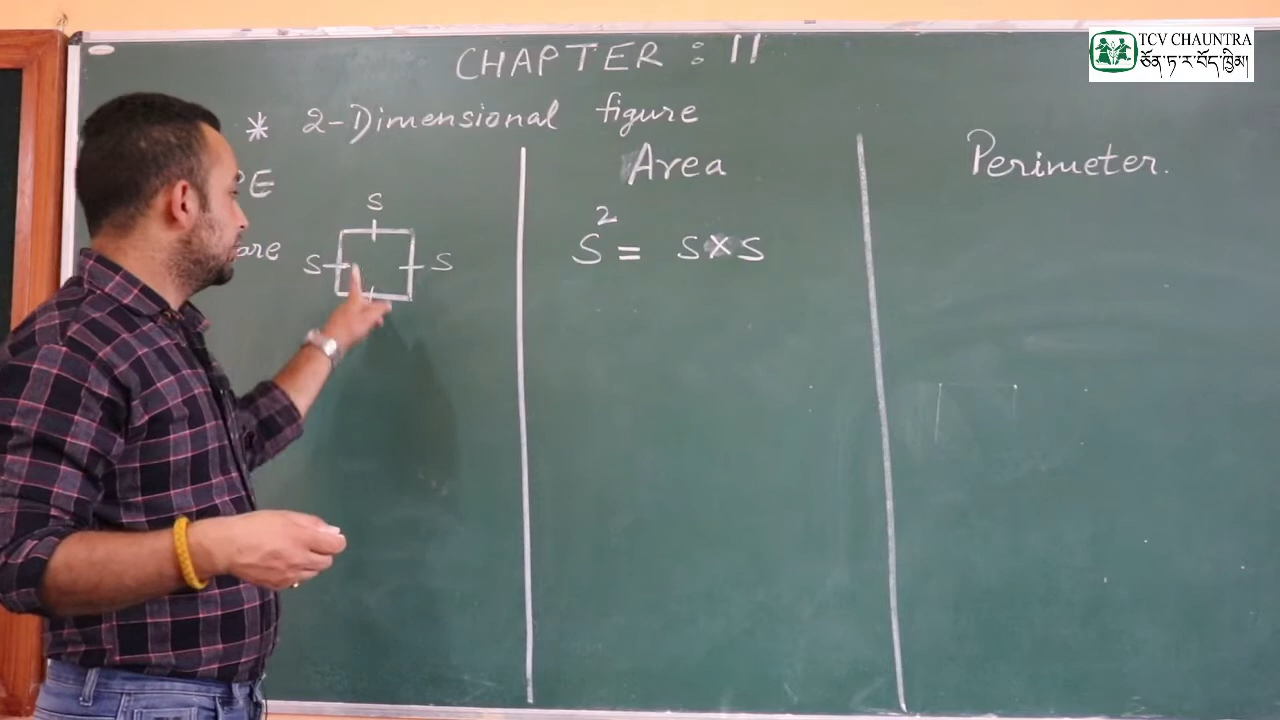 TCV CHAUNTRA
ཅོན་ཏ་ར་བོད་ཁྱིམ།
CHAPTER : 11
* 2-Dimensional figure
Area
Perimeter.
S
S
S
S² = S×S